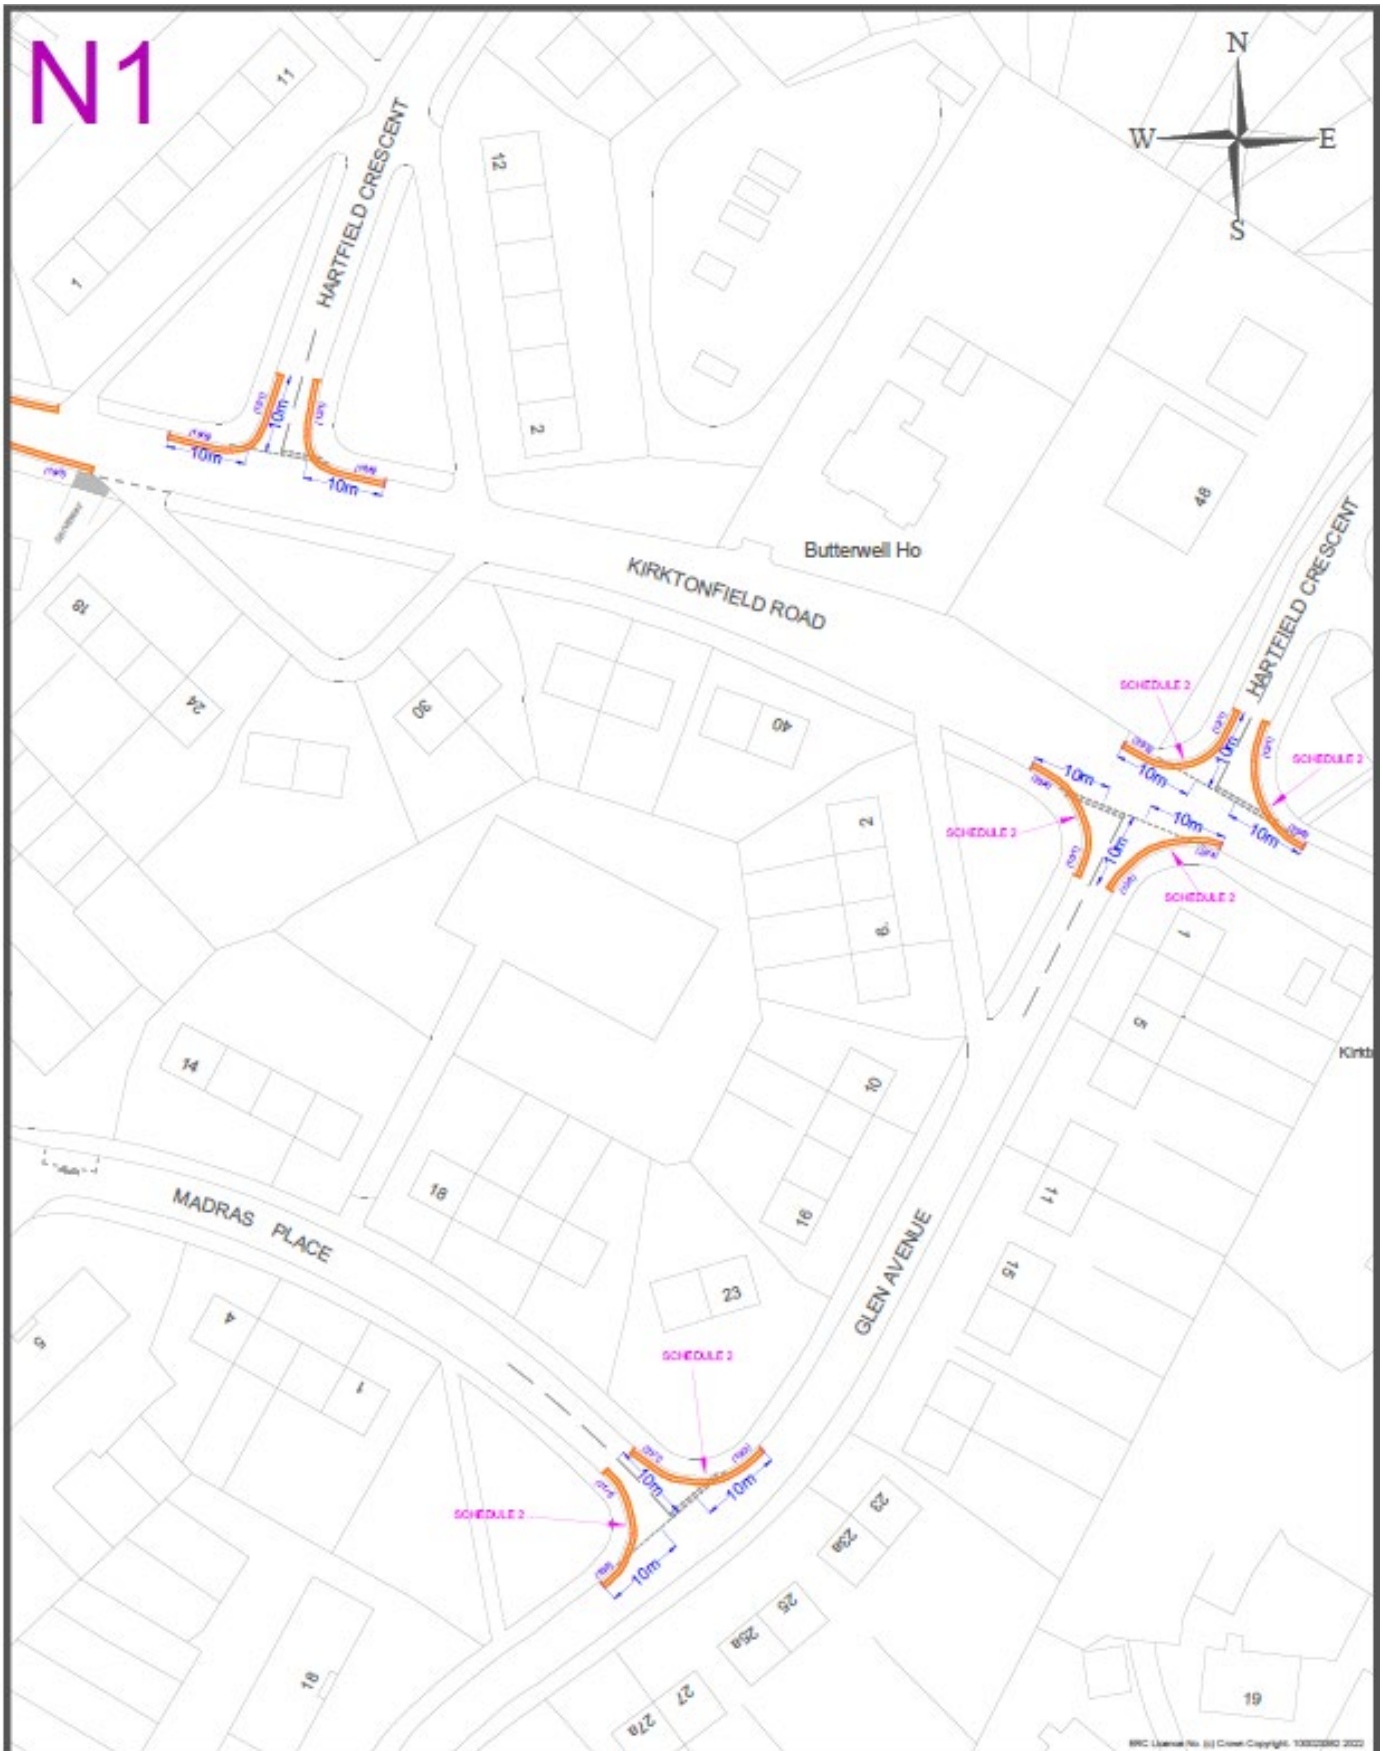 N1
N
W
E
S
11
1
HARTFIELD CRESCENT
12
2
10m
10m
10m
48
Butterwell Ho
KIRKTONFIELD ROAD
HARTFIELD CRESCENT
18
24
30
40
SCHEDULE 2
SCHEDULE 2
SCHEDULE 2
SCHEDULE 2
10m
10m
10m
10m
10m
10m
2
6
1
5
Kirkt
14
10
18
16
11
15
MADRAS PLACE
GLEN AVENUE
23
4
1
5
SCHEDULE 2
SCHEDULE 2
10m
10m
10m
23
23a
25
25a
27
27a
18
19